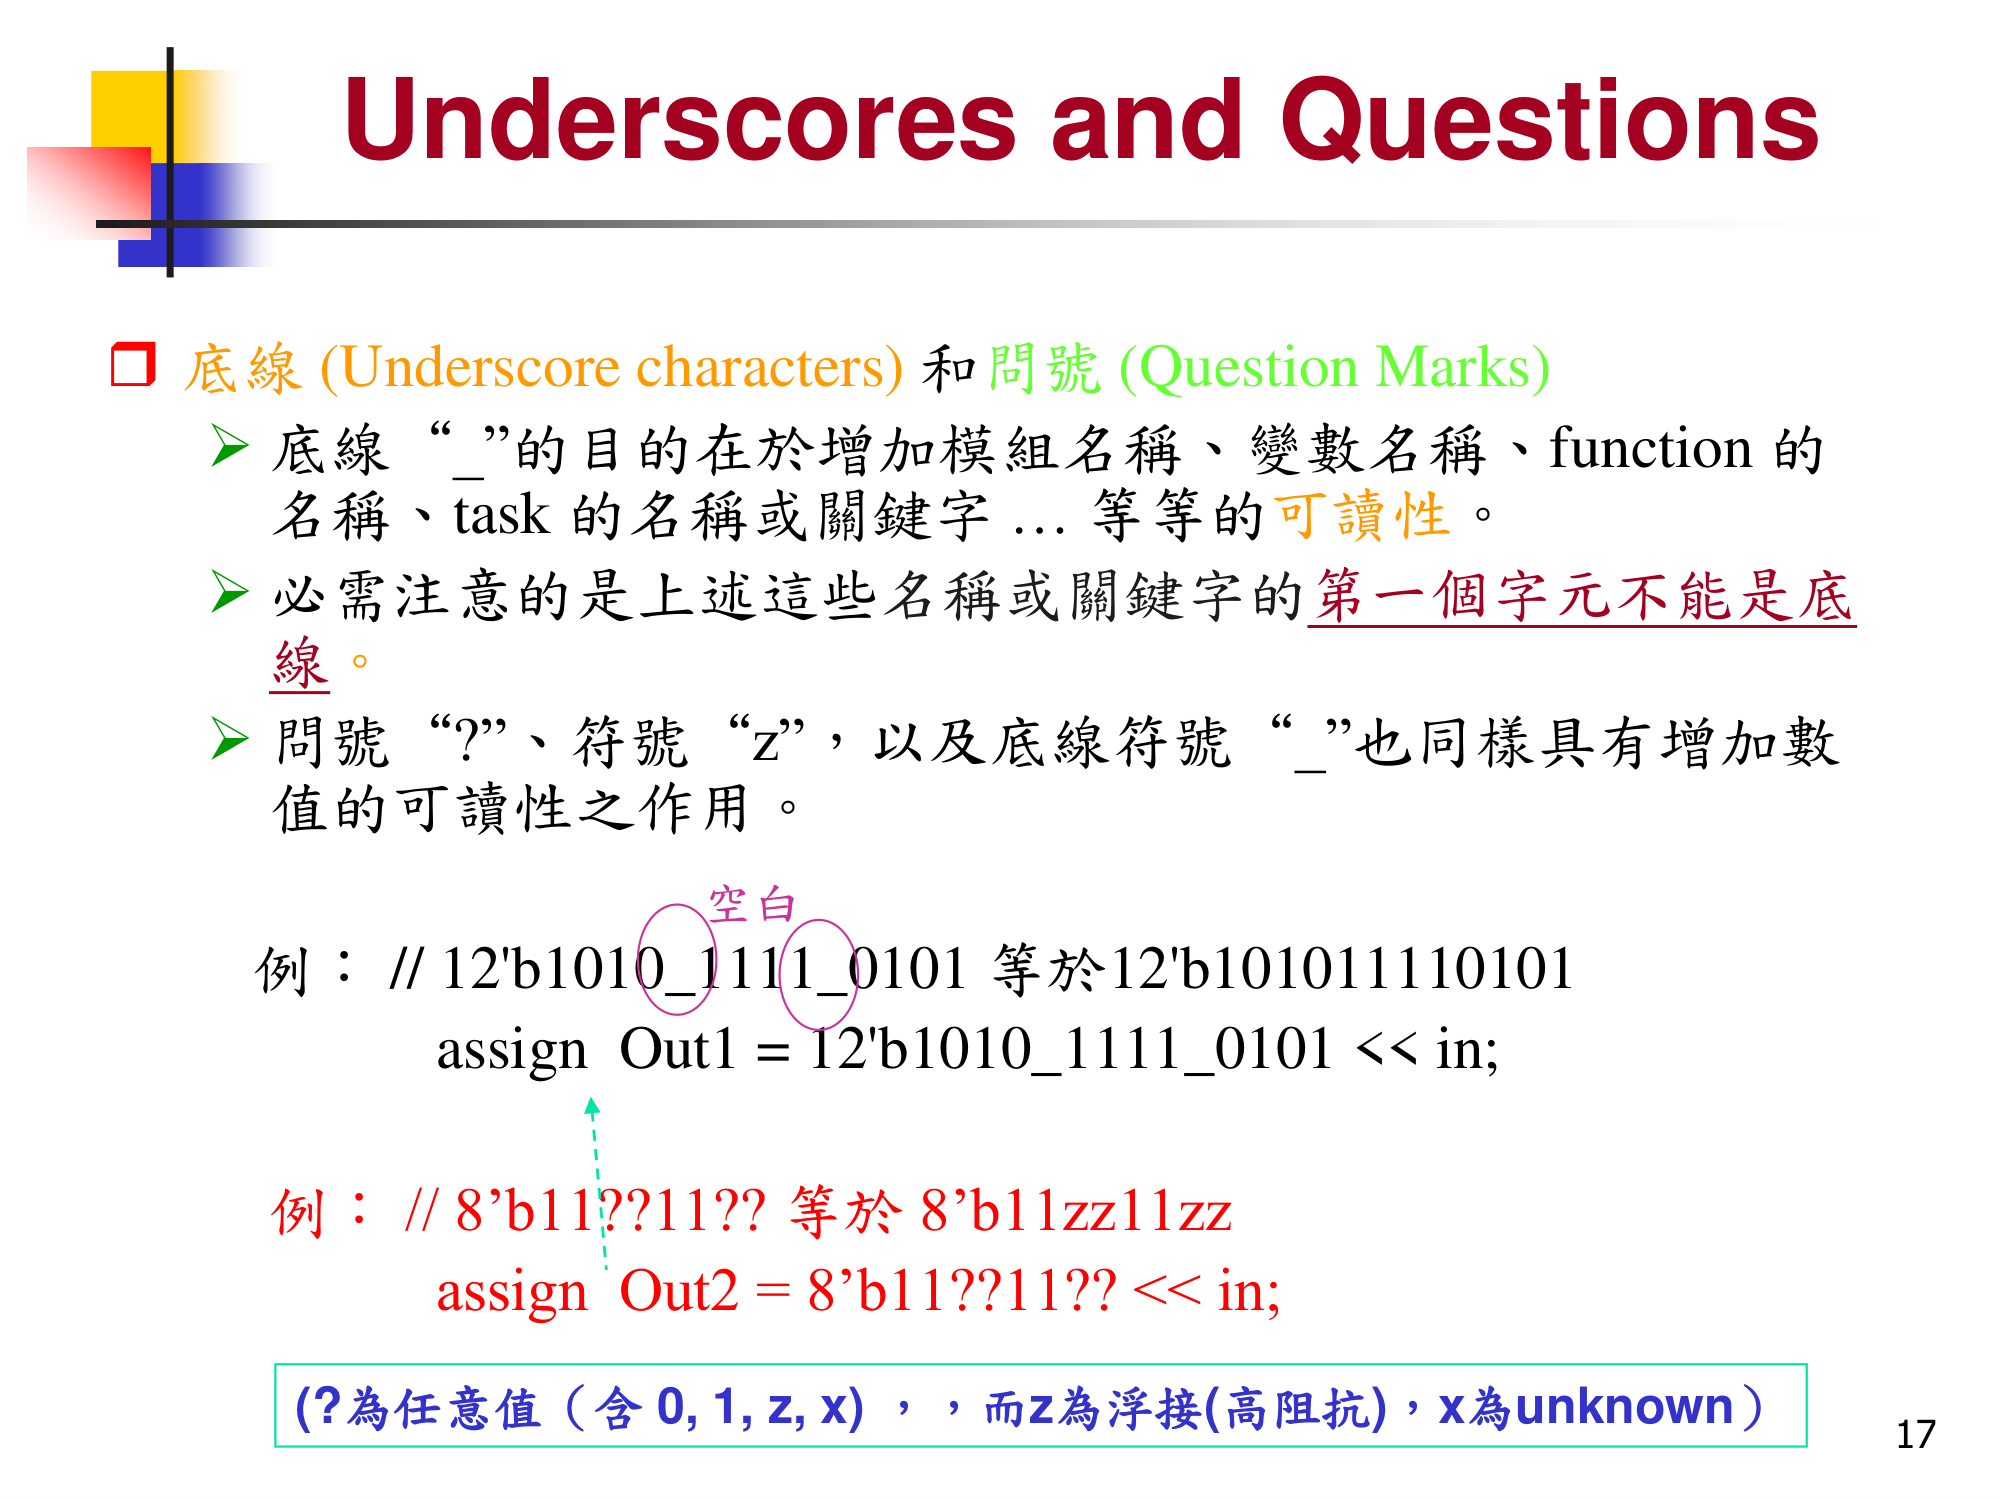 Underscores and Questions
底線 (Underscore characters) 和問號 (Question Marks)
底線 “_”的目的在於增加模組名稱、變數名稱、function 的
名稱、task 的名稱或關鍵字 … 等等的可讀性。
必需注意的是上述這些名稱或關鍵字的第一個字元不能是底
線。
問號 “?”、符號 “z”，以及底線符號 “_”也同樣具有增加數
值的可讀性之作用。
空白
例： // 12'b1010_1111_0101 等於12'b101011110101
assign Out1 = 12'b1010_1111_0101 << in;
例： // 8’b11??11?? 等於 8’b11zz11zz
assign Out2 = 8’b11??11?? << in;
(?為任意值（含 0, 1, z, x) ，，而z為浮接(高阻抗)，x為unknown）
17